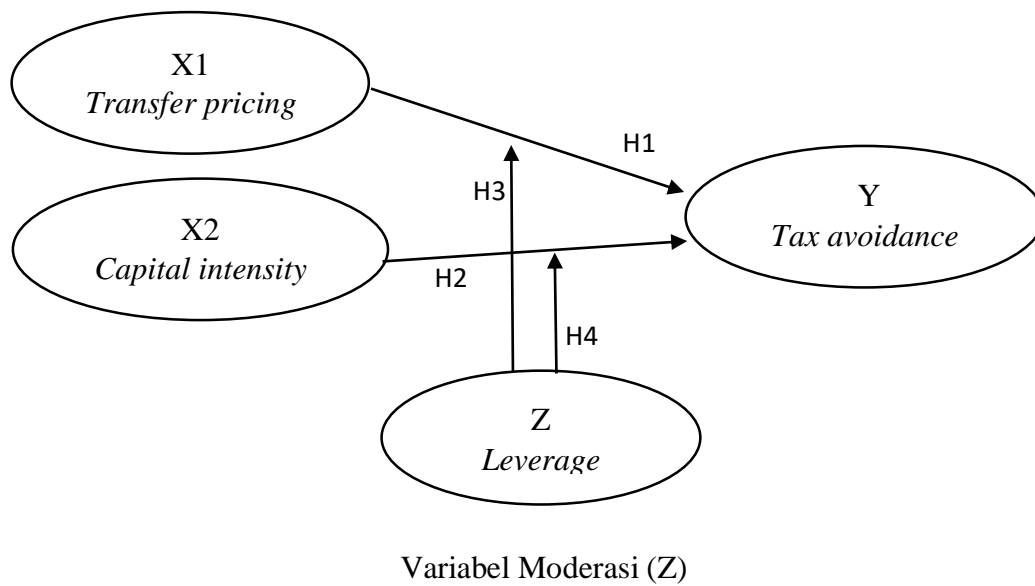 X1
Transfer pricing
H1
H3
X2
Capital intensity
H2
Y
Tax avoidance
H4
Z
Leverage
Variabel Moderasi (Z)